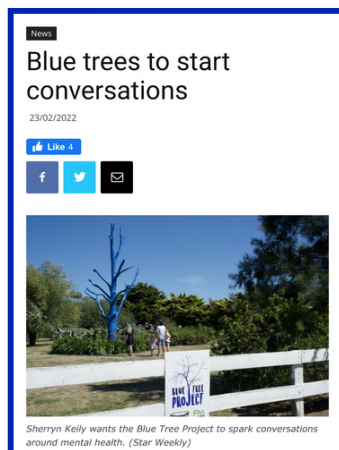 News
Blue trees to start
conversations
23/02/2022
Like 4
f
BLUE TREE
PROJECT
Sherryn Keily wants the Blue Tree Project to spark conversations
around mental health. (Star Weekly)